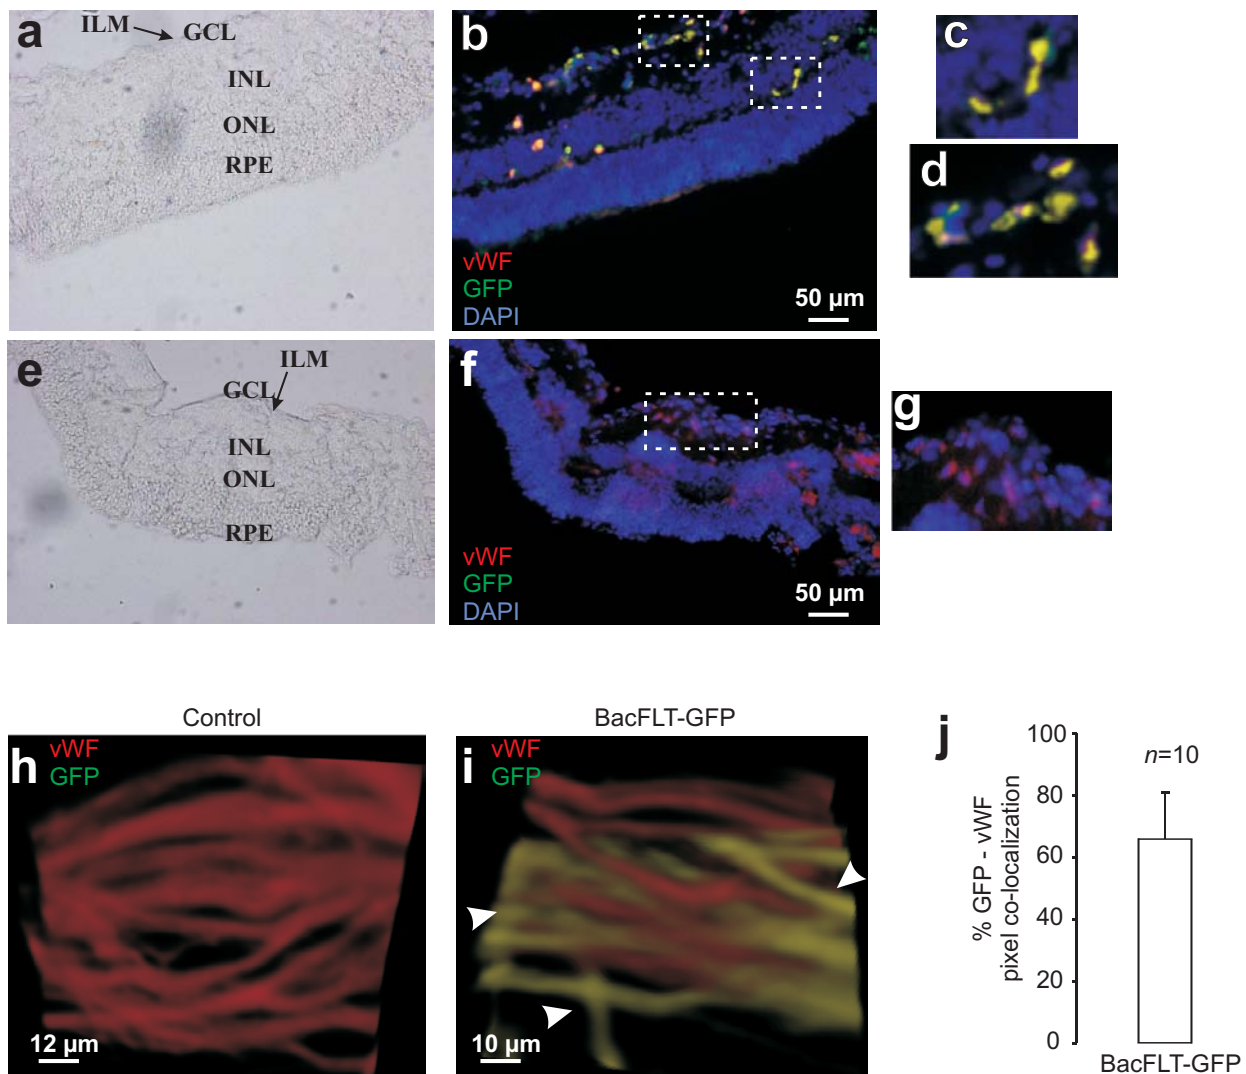 a
ILM
GCL
INL
ONL
RPE
b
vWF
GFP
DAPI
50 µm
c
d
e
ILM
GCL
INL
ONL
RPE
f
vWF
GFP
DAPI
50 µm
g
Control
h
vWF
GFP
12 µm
BacFLT-GFP
i
vWF
GFP
10 µm
j
% GFP - vWF
pixel co-localization
100
80
60
40
20
0
n=10
BacFLT-GFP